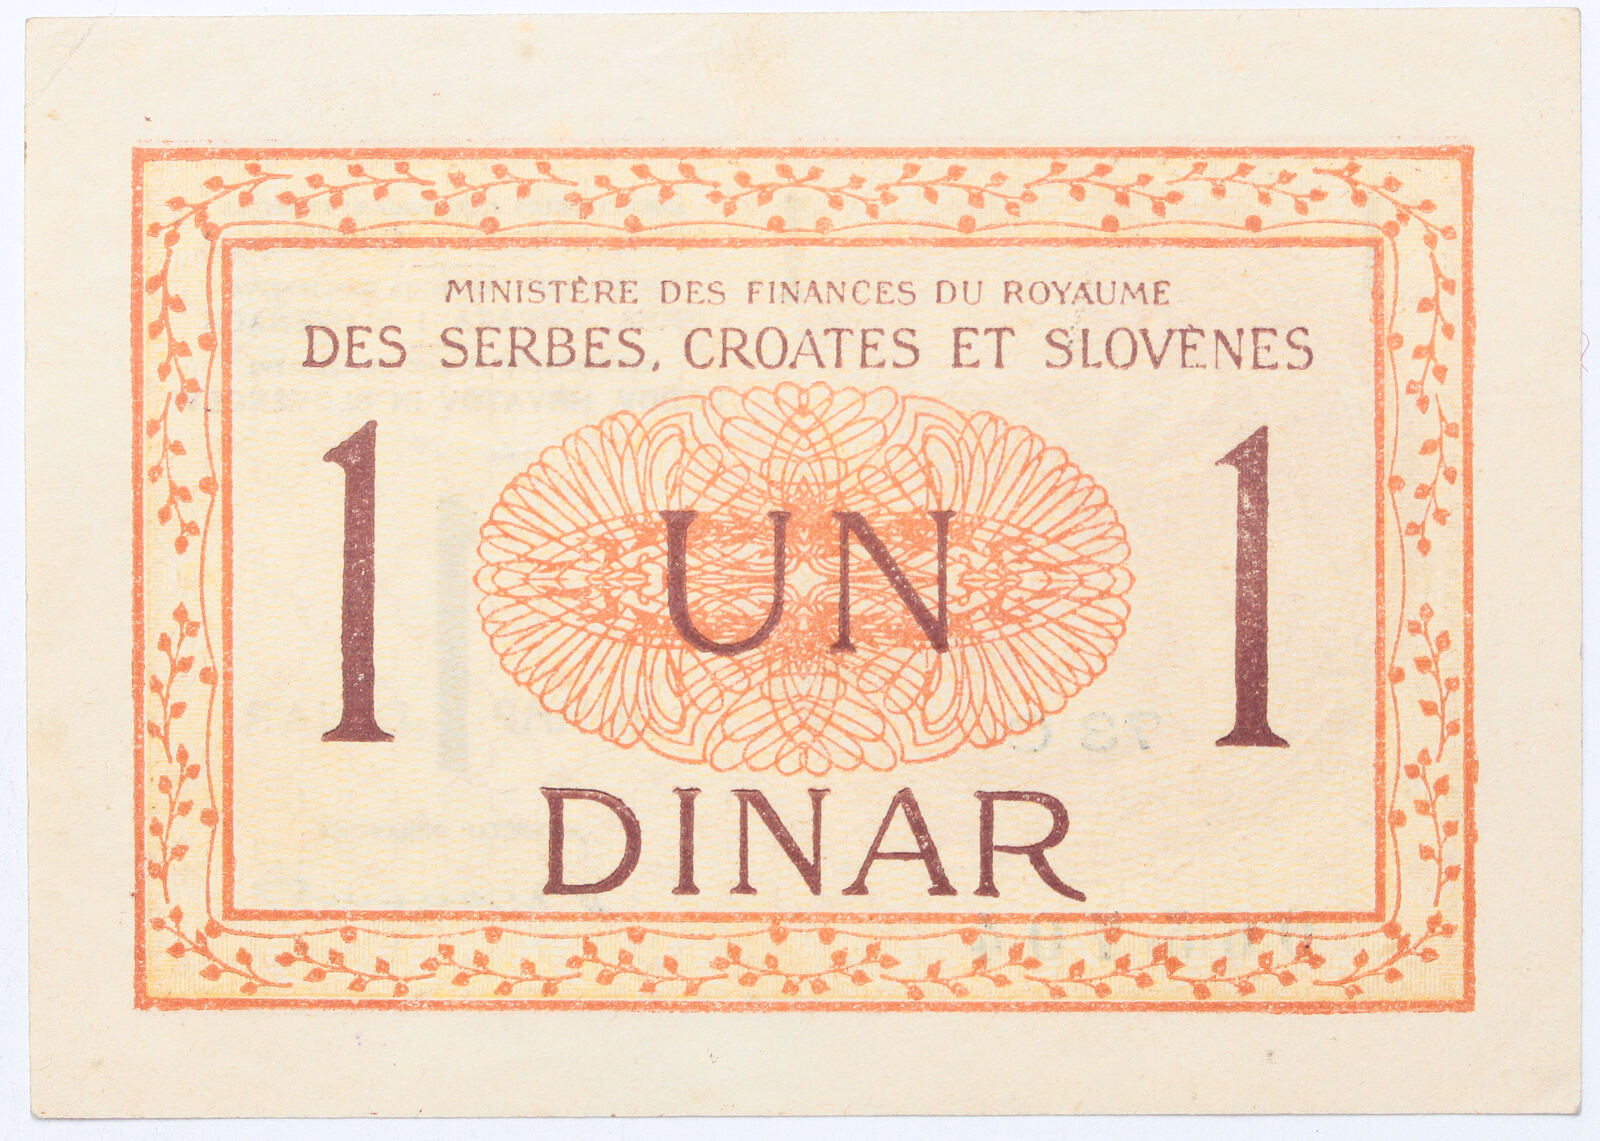 MINISTÈRE DES FINANCES DU ROYAUME
DES SERBES, CROATES ET SLOVÈNES
1 UN 1
DINAR